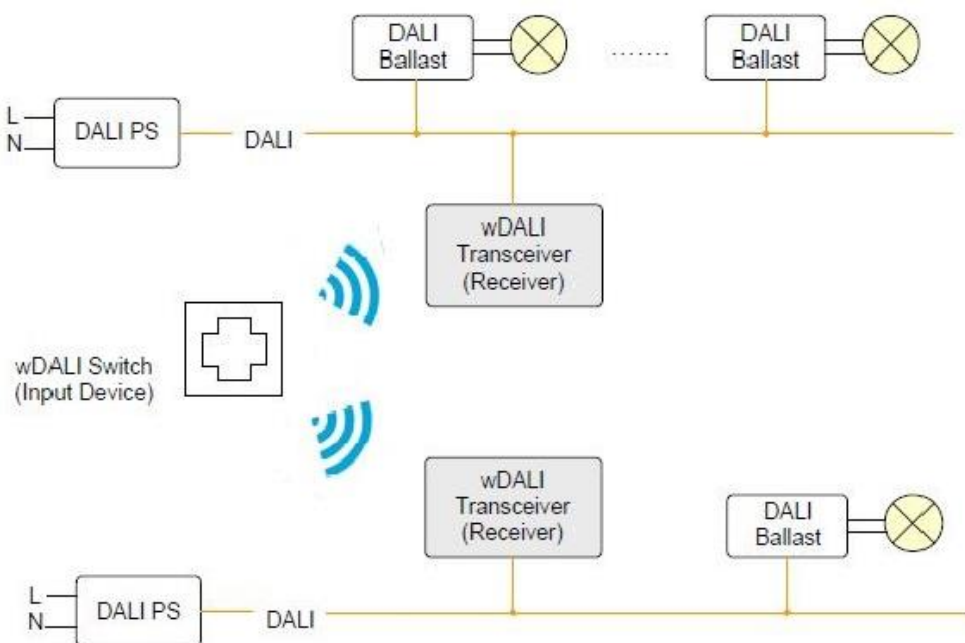 DALI
Ballast
DALI
Ballast
.......
L
N
DALI PS
DALI
wDALI
Transceiver
(Receiver)
wDALI Switch
(Input Device)
wDALI
Transceiver
(Receiver)
DALI
Ballast
L
N
DALI PS
DALI